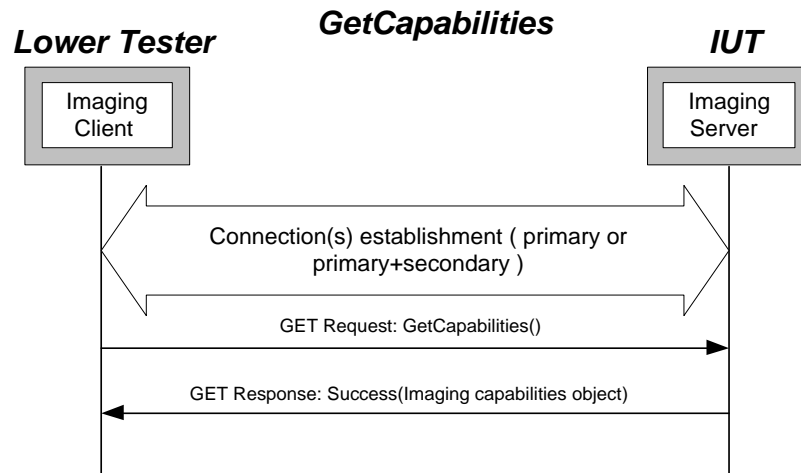 GetCapabilities
Lower Tester
IUT
Imaging
Client
Imaging
Server
Connection(s) establishment ( primary or
primary+secondary )
GET Request: GetCapabilities()
GET Response: Success(Imaging capabilities object)